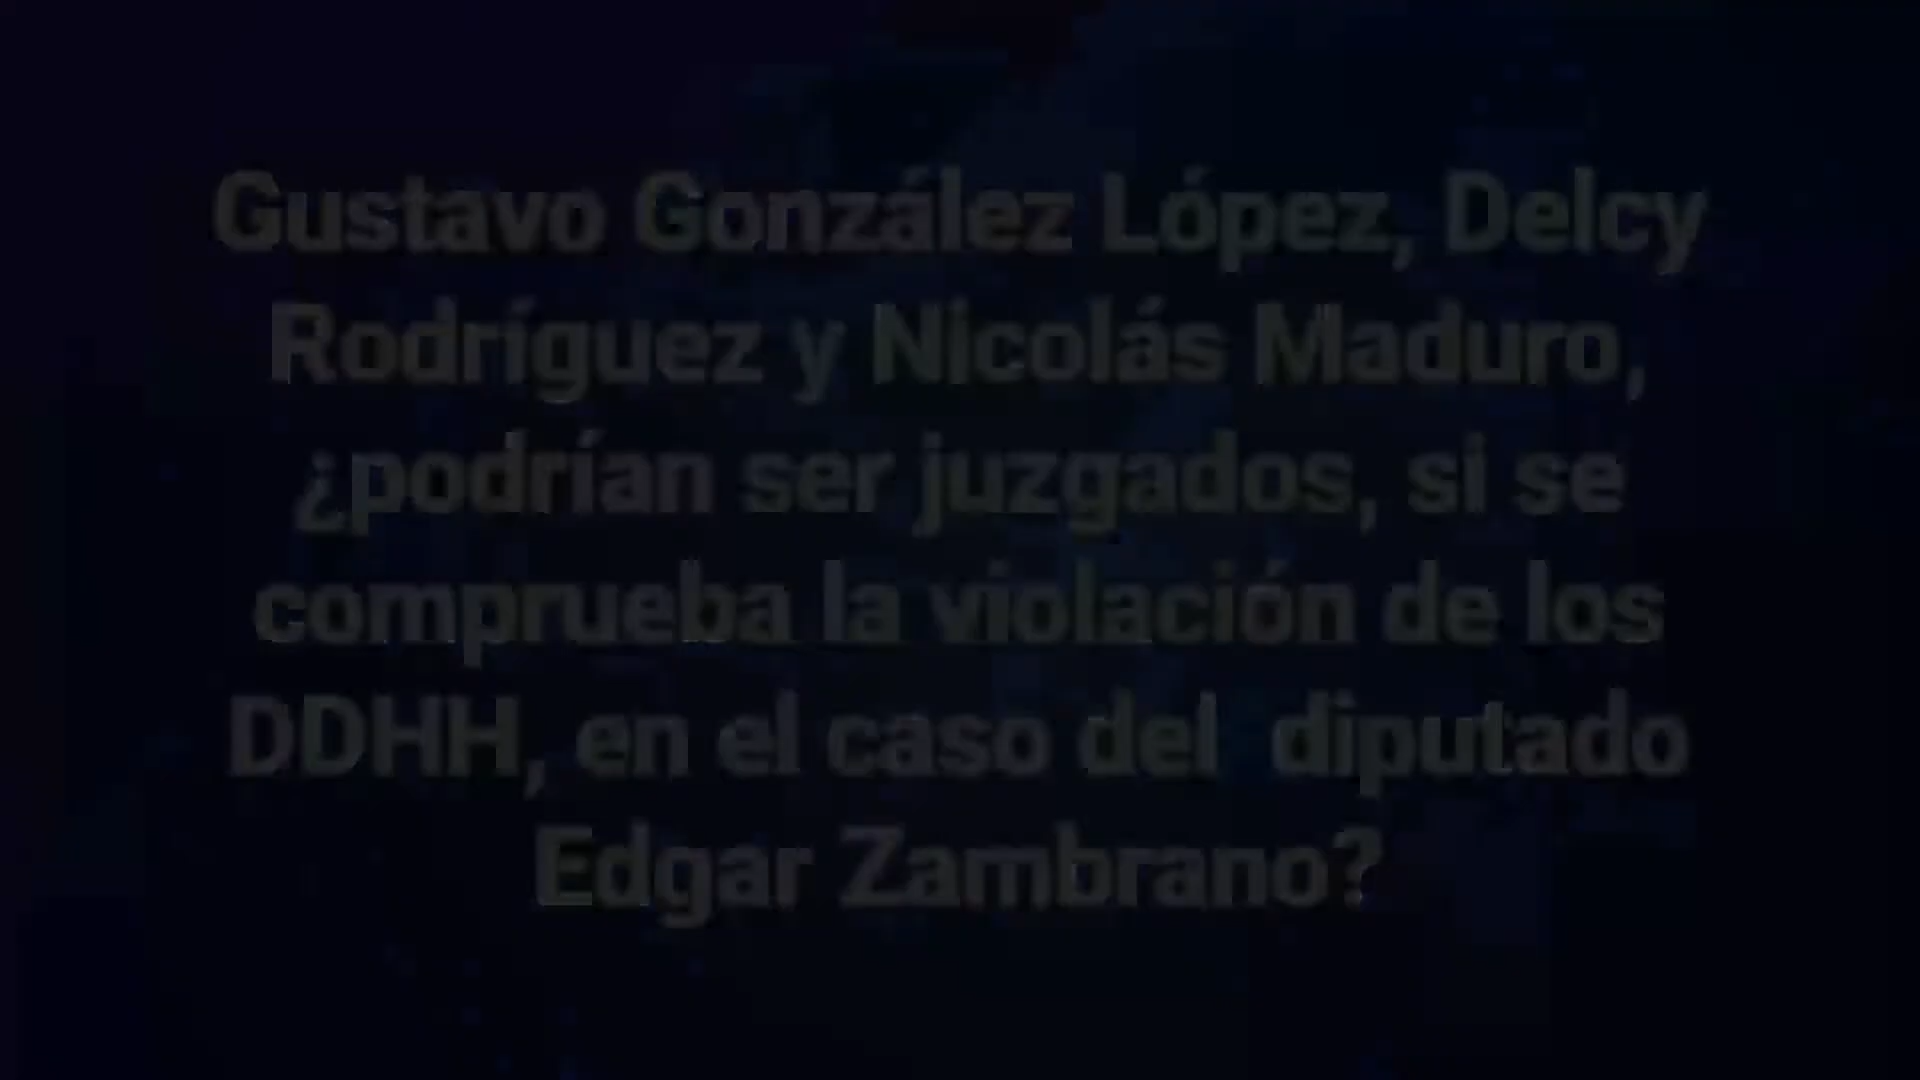 Gustavo González López, Delcy
Rodríguez y Nicolás Maduro,
¿podrían ser juzgados, si se
comprueba la violación de los
DDHH, en el caso del diputado
Edgar Zambrano?